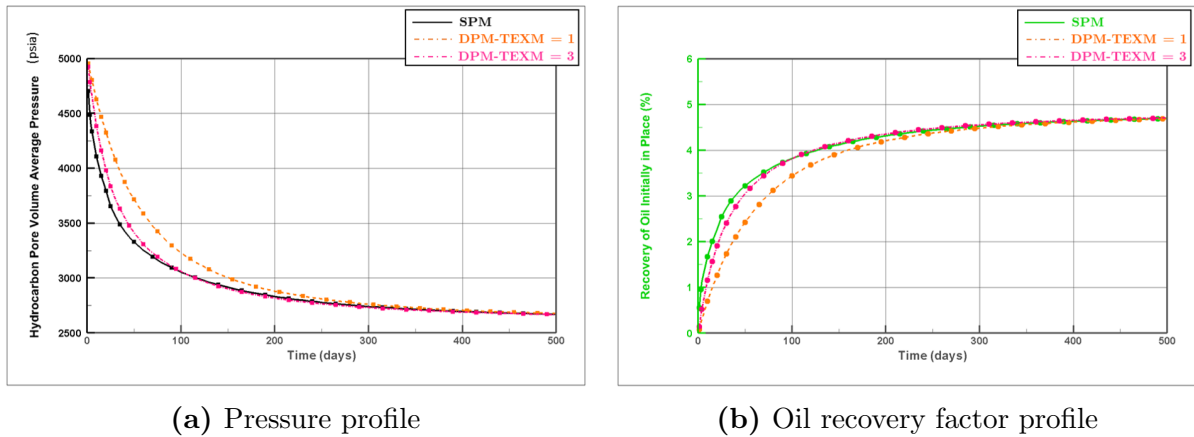 SPM
DPM-TEXM = 1
DPM-TEXM = 3
Hydrocarbon Pore Volume Average Pressure (psia)
5000
4500
4000
3500
3000
2500
0
100
200
300
400
500
Time (days)
(a) Pressure profile
SPM
DPM-TEXM = 1
DPM-TEXM = 3
Recovery of Oil Initially in Place (%)
6
5
4
3
2
1
0
0
100
200
300
400
500
Time (days)
(b) Oil recovery factor profile